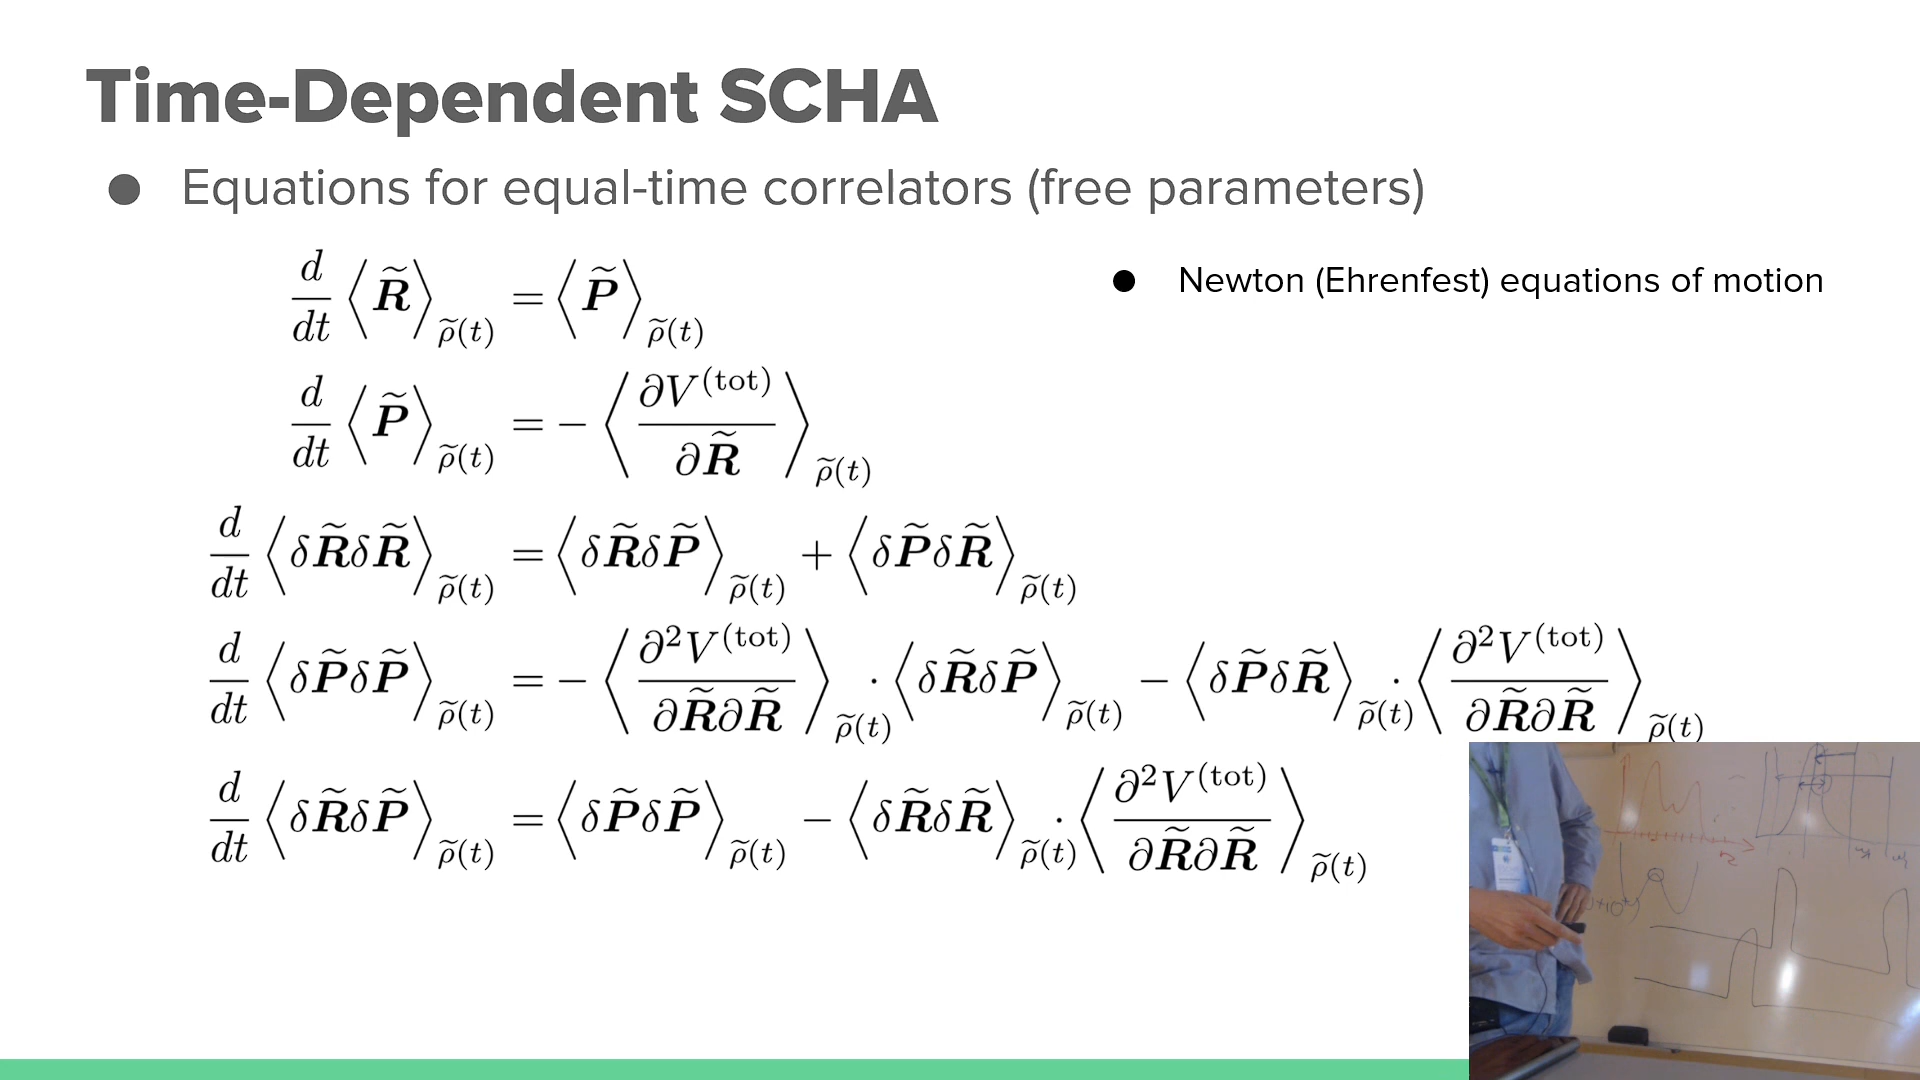 Time-Dependent SCHA
● Equations for equal-time correlators (free parameters)
● Newton (Ehrenfest) equations of motion
d/dt ⟨R̃⟩_ρ̃(t) = ⟨P̃⟩_ρ̃(t)
d/dt ⟨P̃⟩_ρ̃(t) = − ⟨∂V^(tot)/∂R̃⟩_ρ̃(t)
d/dt ⟨δR̃δR̃⟩_ρ̃(t) = ⟨δR̃δP̃⟩_ρ̃(t) + ⟨δP̃δR̃⟩_ρ̃(t)
d/dt ⟨δP̃δP̃⟩_ρ̃(t) = − ⟨∂²V^(tot)/∂R̃∂R̃⟩_ρ̃(t) · ⟨δR̃δP̃⟩_ρ̃(t) − ⟨δP̃δR̃⟩_ρ̃(t) · ⟨∂²V^(tot)/∂R̃∂R̃⟩_ρ̃(t)
d/dt ⟨δR̃δP̃⟩_ρ̃(t) = ⟨δP̃δP̃⟩_ρ̃(t) − ⟨δR̃δR̃⟩_ρ̃(t) · ⟨∂²V^(tot)/∂R̃∂R̃⟩_ρ̃(t)